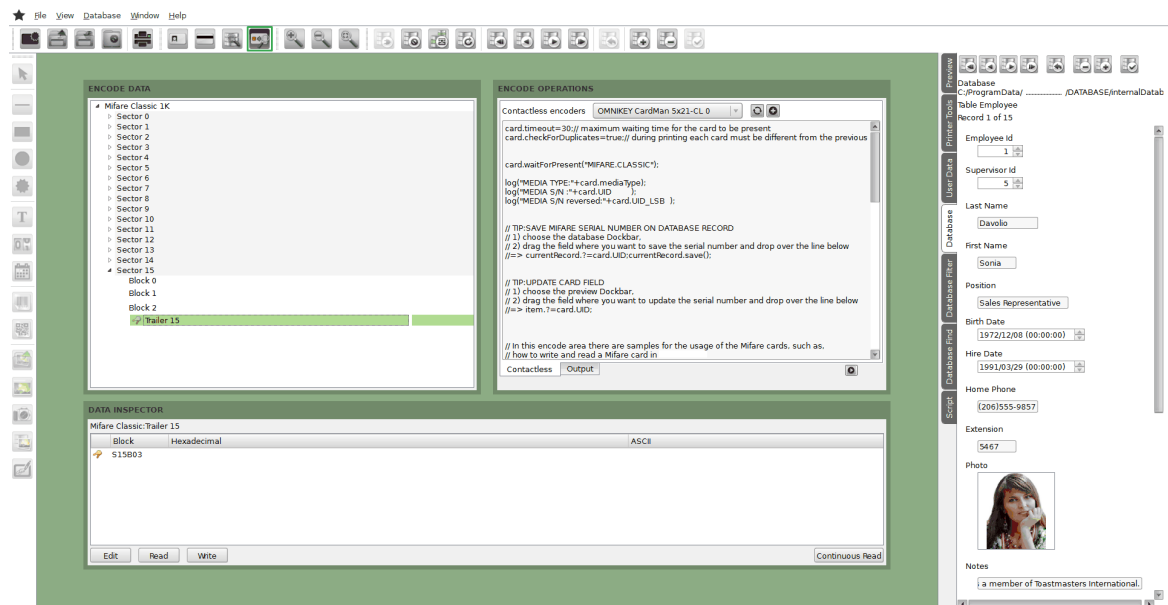 File View Database Window Help
ENCODE DATA
Mifare Classic 1K
Sector 0
Sector 1
Sector 2
Sector 3
Sector 4
Sector 5
Sector 6
Sector 7
Sector 8
Sector 9
Sector 10
Sector 11
Sector 12
Sector 13
Sector 14
Sector 15
Block 0
Block 1
Block 2
Trailer 15
ENCODE OPERATIONS
Contactless encoders OMNIKEY CardMan 5x21-CL 0
card.timeout=30;// maximum waiting time for the card to be present
card.checkForDuplicates=true;// during printing each card must be different from the previous
card.waitForPresent("MIFARE.CLASSIC");
log("MEDIA TYPE:"+card.mediaType);
log("MEDIA S/N :"+card.UID );
log("MEDIA S/N reversed:"+card.UID_LSB );
// TIP:SAVE MIFARE SERIAL NUMBER ON DATABASE RECORD
// 1) choose the database Dockbar,
// 2) drag the field where you want to save the serial number and drop over the line below
//=> currentRecord.?=card.UID;currentRecord.save();
// TIP:UPDATE CARD FIELD
// 1) choose the preview Dockbar,
// 2) drag the field where you want to update the serial number and drop over the line below
//=> item.?=card.UID;
// In this encode area there are samples for the usage of the Mifare cards, such as,
// how to write and read a Mifare card in
Contactless Output
DATA INSPECTOR
Mifare Classic:Trailer 15
Block Hexadecimal ASCII
S15B03
Edit Read Write Continuous Read
Preview
Printer Tools
User Data
Database
Database Filter
Database Find
Script
Database
C:/ProgramData/ /DATABASE/internalDatab
Table Employee
Record 1 of 15
Employee Id
1
Supervisor Id
5
Last Name
Davolio
First Name
Sonia
Position
Sales Representative
Birth Date
1972/12/08 (00:00:00)
Hire Date
1991/03/29 (00:00:00)
Home Phone
(206)555-9857
Extension
5467
Photo
Notes
a member of Toastmasters International.